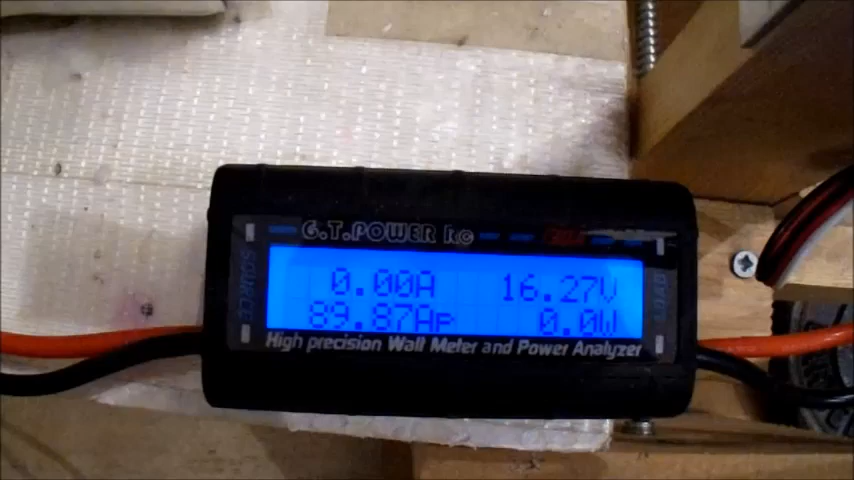 G.T.POWER RC
SOURCE
0.00A 16.27V
89.87Ap 0.0W
High precision Watt Meter and Power Analyzer